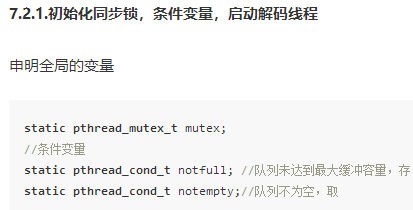 7.2.1.初始化同步锁，条件变量，启动解码线程
申明全局的变量
static pthread_mutex_t mutex;
//条件变量
static pthread_cond_t notfull; //队列未达到最大缓冲容量，存
static pthread_cond_t notempty;//队列不为空，取